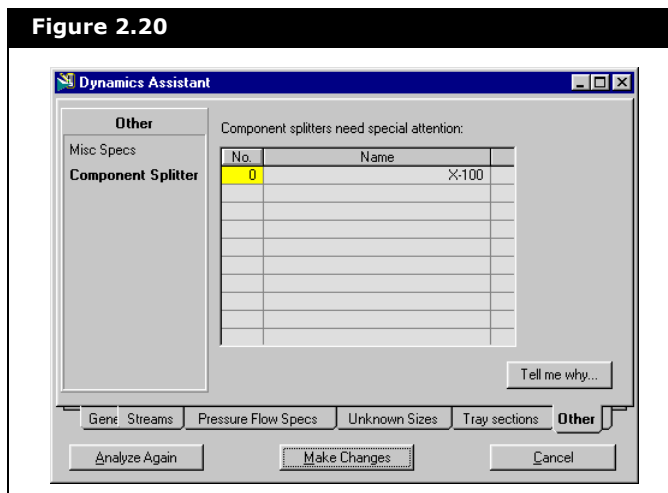 Figure 2.20
Dynamics Assistant
Other
Misc Specs
Component Splitter
Component splitters need special attention:
No. Name
0 X-100
Tell me why...
Gene Streams Pressure Flow Specs Unknown Sizes Tray sections Other
Analyze Again Make Changes Cancel